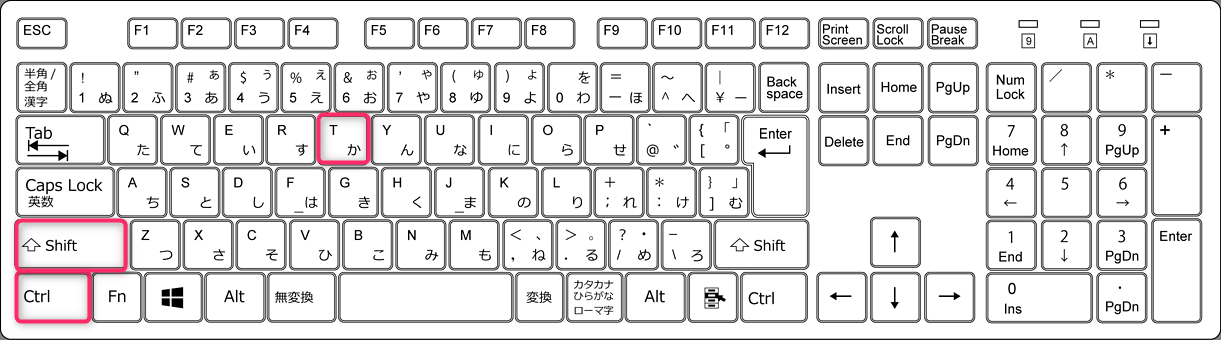 ESC F1 F2 F3 F4 F5 F6 F7 F8 F9 F10 F11 F12 Print Screen Scroll Lock Pause Break 9 A ⬇
半角/全角 漢字 ! 1 ぬ " 2 ふ # ぁ 3 あ $ ぅ 4 う % ぇ 5 え & ぉ 6 お ' ゃ 7 や ( ゅ 8 ゆ ) ょ 9 よ を 0 わ = ー ほ ～ ^ へ | ¥ ー Back space Insert Home PgUp Num Lock ／ * ー
Tab Q た W て E い R す T か Y ん U な I に O ら P せ ` @ ゛ { 「 [ ° Enter Delete End PgDn 7 Home 8 ↑ 9 PgUp +
Caps Lock 英数 A ち S と D し F _は G き H く J _ま K の L り + ; れ * : け } 」 ] む 4 ← 5 6 →
⇧ Shift Z つ X さ C そ V ひ B こ N み M も < 、 , ね > 。 . る ? ・ / め _ \ ろ ⇧ Shift ↑ 1 End 2 ↓ 3 PgDn Enter
Ctrl Fn Alt 無変換 変換 カタカナ ひらがな ローマ字 Alt Ctrl ← ↓ → 0 Ins . PgDn